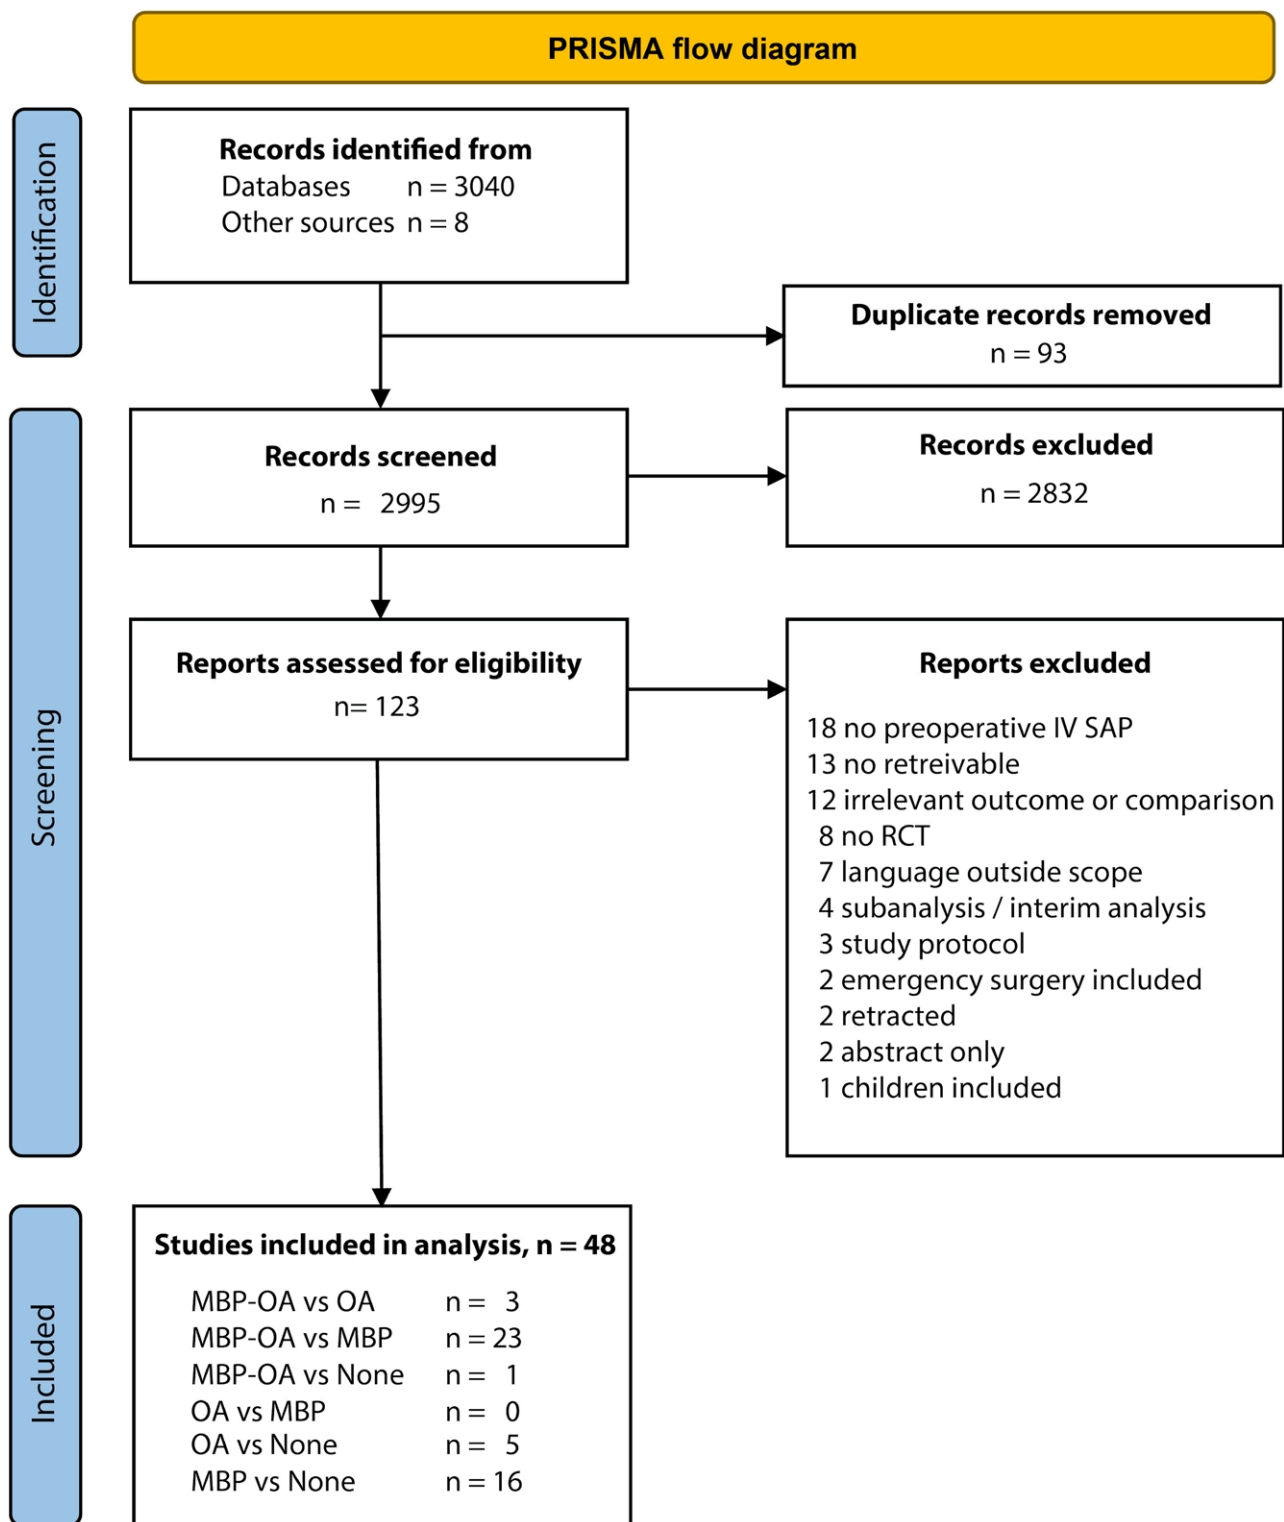 PRISMA flow diagram
Identification
Records identified from
Databases n = 3040
Other sources n = 8
Duplicate records removed
n = 93
Screening
Records screened
n = 2995
Records excluded
n = 2832
Reports assessed for eligibility
n= 123
Reports excluded
18 no preoperative IV SAP
13 no retreivable
12 irrelevant outcome or comparison
8 no RCT
7 language outside scope
4 subanalysis / interim analysis
3 study protocol
2 emergency surgery included
2 retracted
2 abstract only
1 children included
Included
Studies included in analysis, n = 48
MBP-OA vs OA n = 3
MBP-OA vs MBP n = 23
MBP-OA vs None n = 1
OA vs MBP n = 0
OA vs None n = 5
MBP vs None n = 16